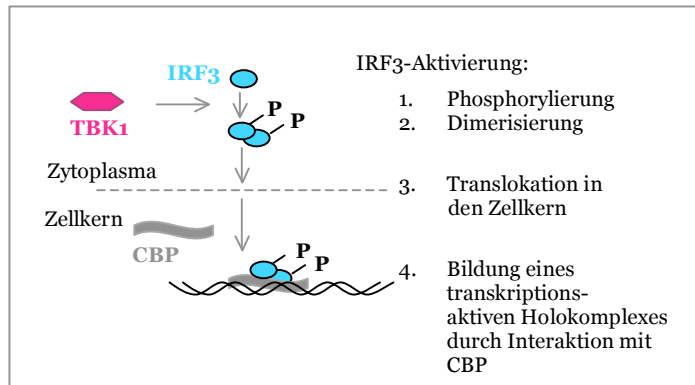 IRF3
TBK1
P
P
Zytoplasma
Zellkern
CBP
P
P
IRF3-Aktivierung:
1. Phosphorylierung
2. Dimerisierung
3. Translokation in
den Zellkern
4. Bildung eines
transkriptions-
aktiven Holokomplexes
durch Interaktion mit
CBP